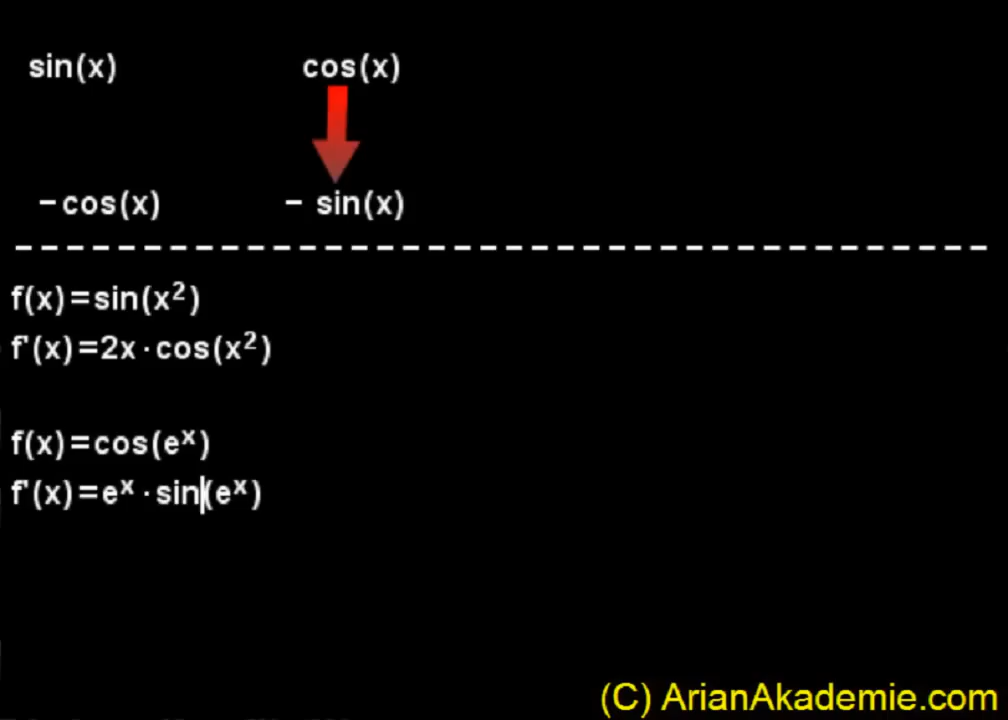 sin(x) cos(x)
-cos(x) - sin(x)
f(x)=sin(x²)
f'(x)=2x·cos(x²)
f(x)=cos(eˣ)
f'(x)=eˣ·sin(eˣ)
(C) ArianAkademie.com